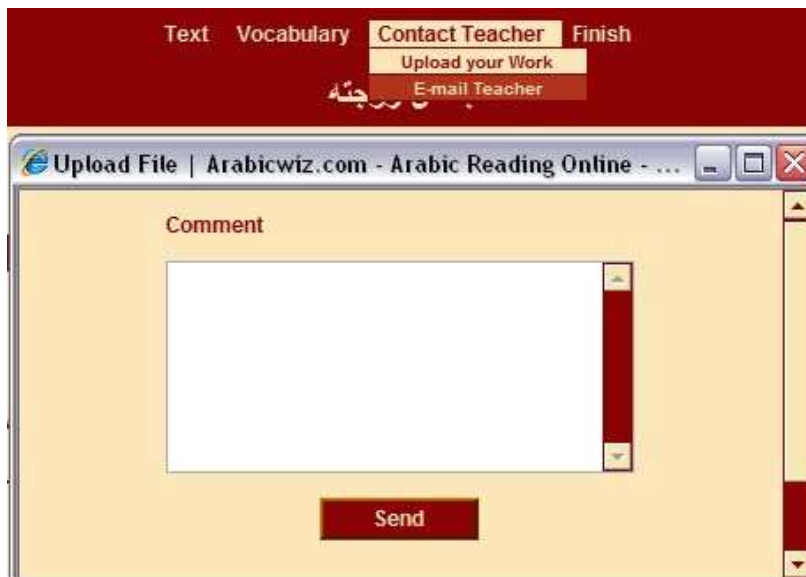 Text Vocabulary Contact Teacher Finish
Upload your Work
E-mail Teacher
Upload File | Arabicwiz.com - Arabic Reading Online - ...
Comment
Send